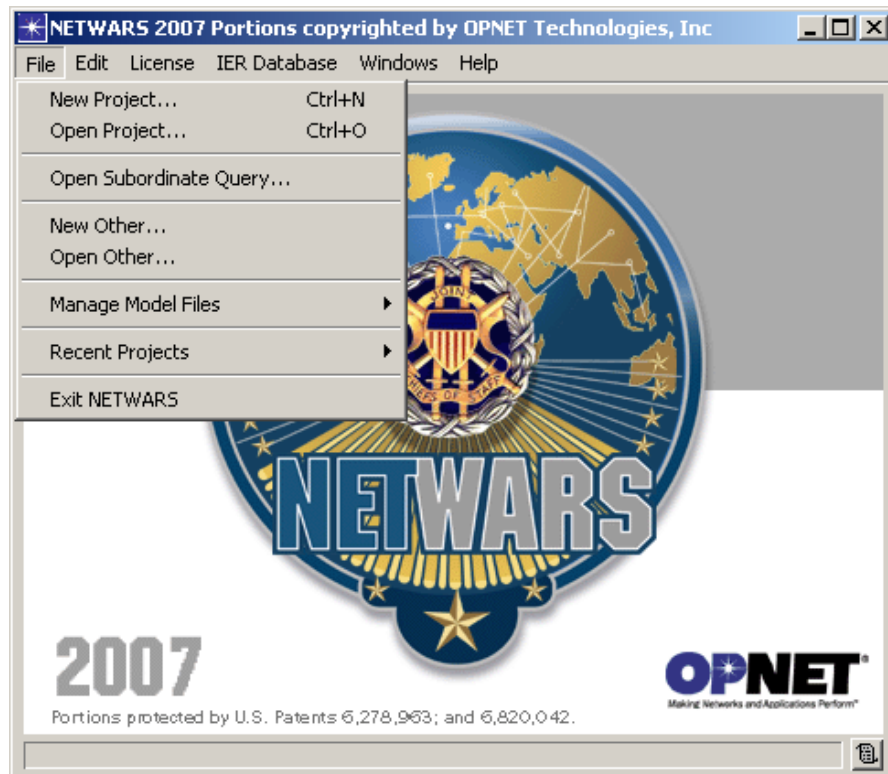 NETWARS 2007 Portions copyrighted by OPNET Technologies, Inc
File Edit License IER Database Windows Help
New Project... Ctrl+N
Open Project... Ctrl+O
Open Subordinate Query...
New Other...
Open Other...
Manage Model Files
Recent Projects
Exit NETWARS
JOINT
CHIEFS OF STAFF
NETWARS
2007
OPNET
Making Networks and Applications Perform™
Portions protected by U.S. Patents 6,278,963; and 6,820,042.